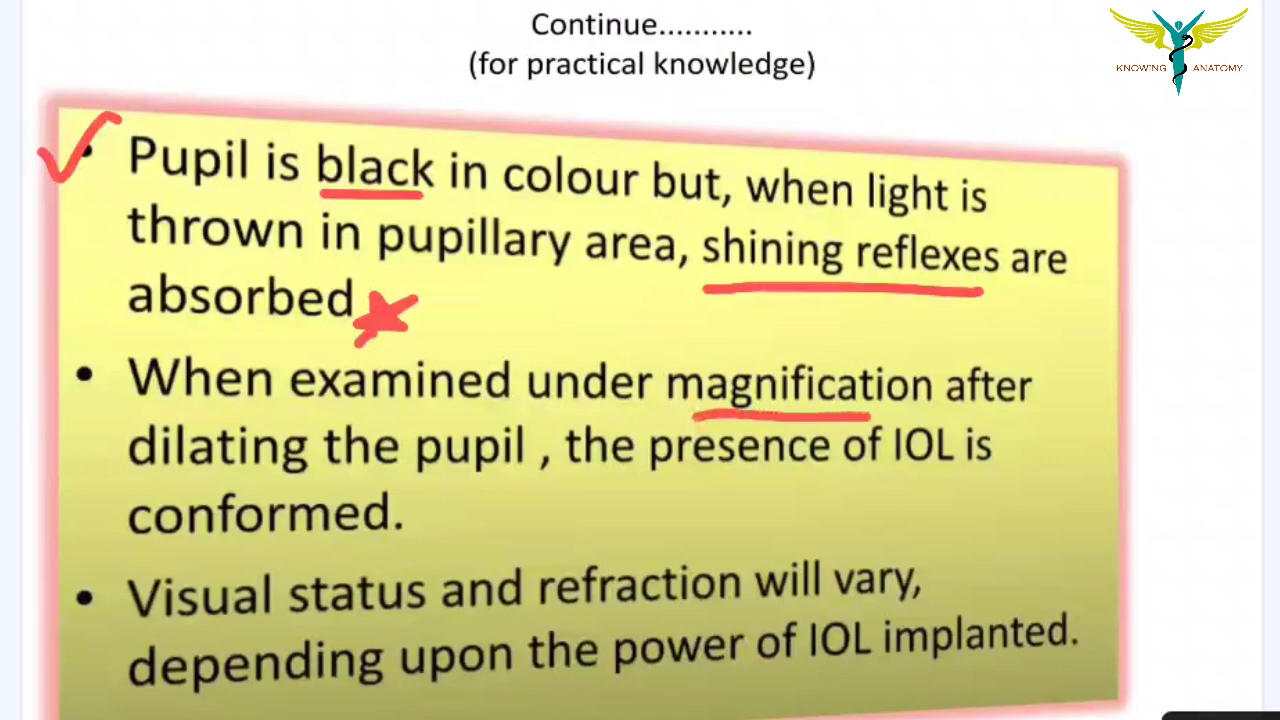 Continue...........
(for practical knowledge)
KNOWING ANATOMY
• Pupil is black in colour but, when light is
thrown in pupillary area, shining reflexes are
absorbed
• When examined under magnification after
dilating the pupil , the presence of IOL is
conformed.
• Visual status and refraction will vary,
depending upon the power of IOL implanted.